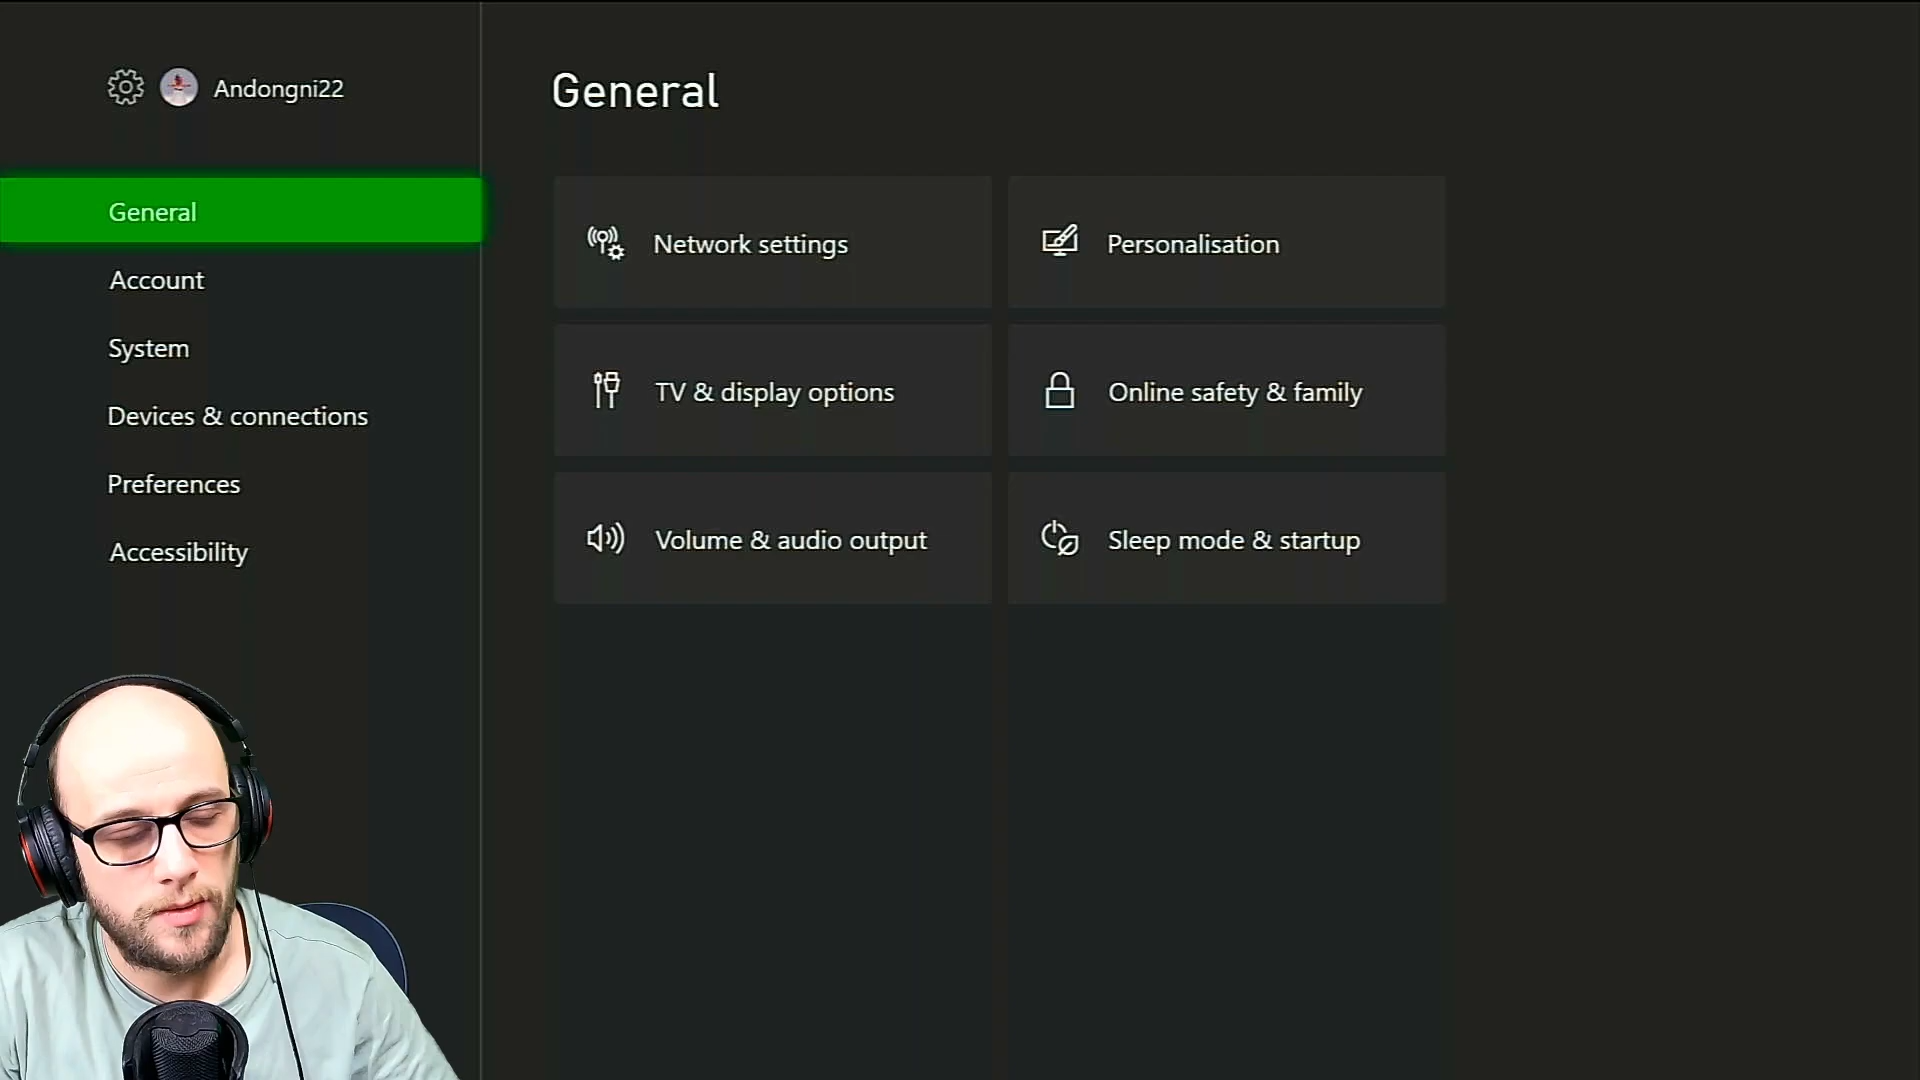 Andongni22
General
Account
System
Devices & connections
Preferences
Accessibility
General
Network settings
Personalisation
TV & display options
Online safety & family
Volume & audio output
Sleep mode & startup